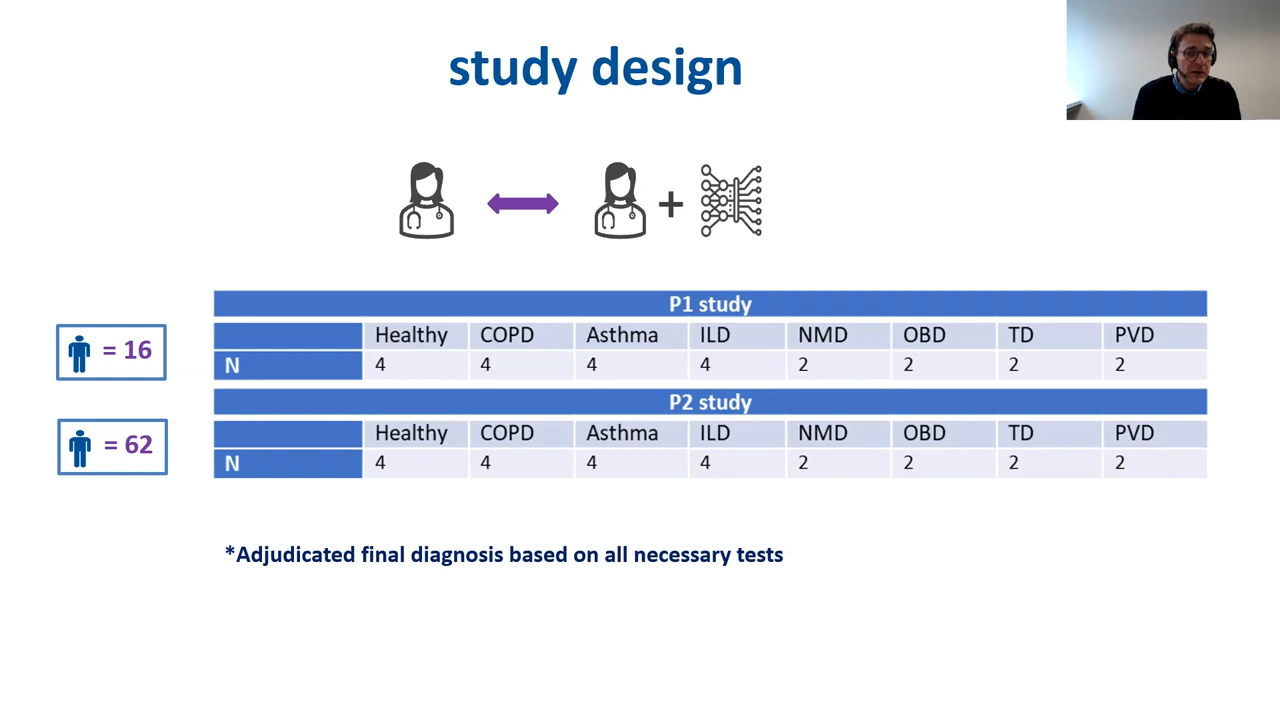 study design
+
P1 study
Healthy COPD Asthma ILD NMD OBD TD PVD
= 16
N 4 4 4 4 2 2 2 2
P2 study
Healthy COPD Asthma ILD NMD OBD TD PVD
= 62
N 4 4 4 4 2 2 2 2
*Adjudicated final diagnosis based on all necessary tests